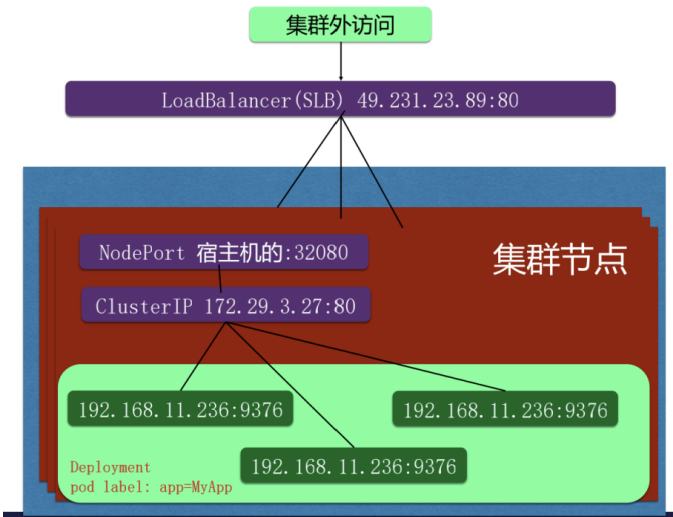 集群外访问
LoadBalancer(SLB) 49.231.23.89:80
集群节点
NodePort 宿主机的:32080
ClusterIP 172.29.3.27:80
192.168.11.236:9376
192.168.11.236:9376
192.168.11.236:9376
Deployment
pod label: app=MyApp